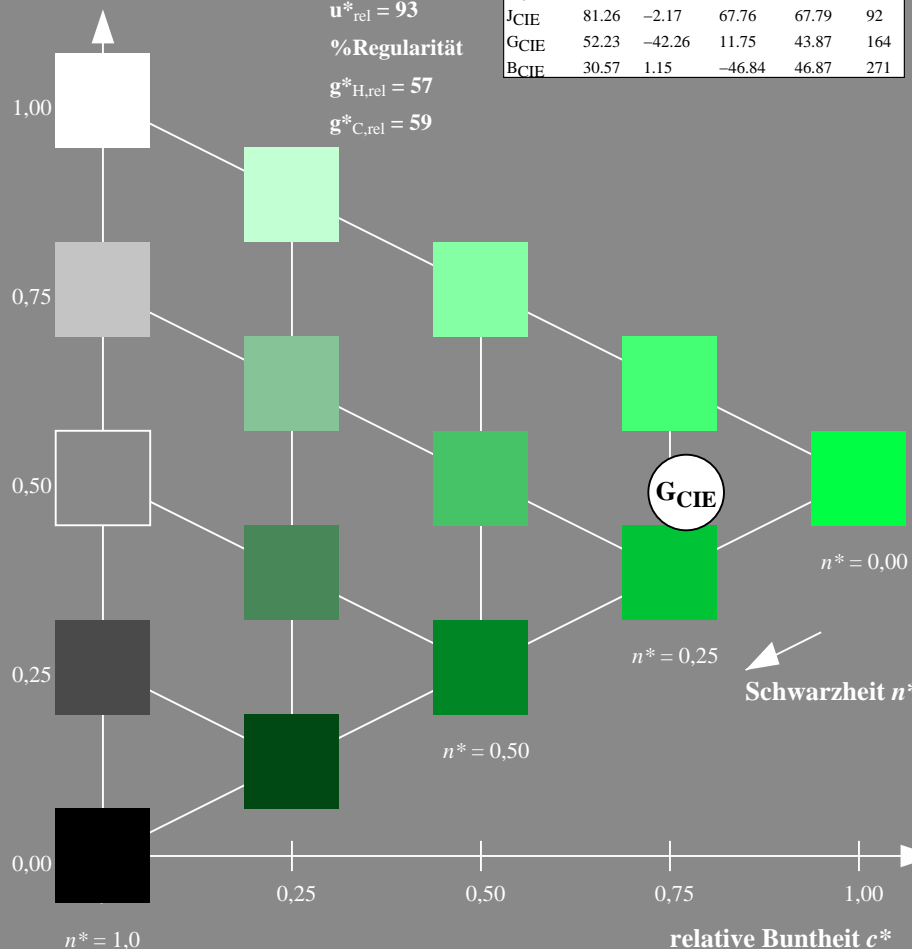 u*rel = 93
%Regularität
g*H,rel = 57
g*C,rel = 59
JCIE 81.26 −2.17 67.76 67.79 92
GCIE 52.23 −42.26 11.75 43.87 164
BCIE 30.57 1.15 −46.84 46.87 271
1,00
0,75
0,50
GCIE
n* = 0,00
n* = 0,25
0,25
Schwarzheit n*
n* = 0,50
0,00
0,25 0,50 0,75 1,00
n* = 1,0
relative Buntheit c*